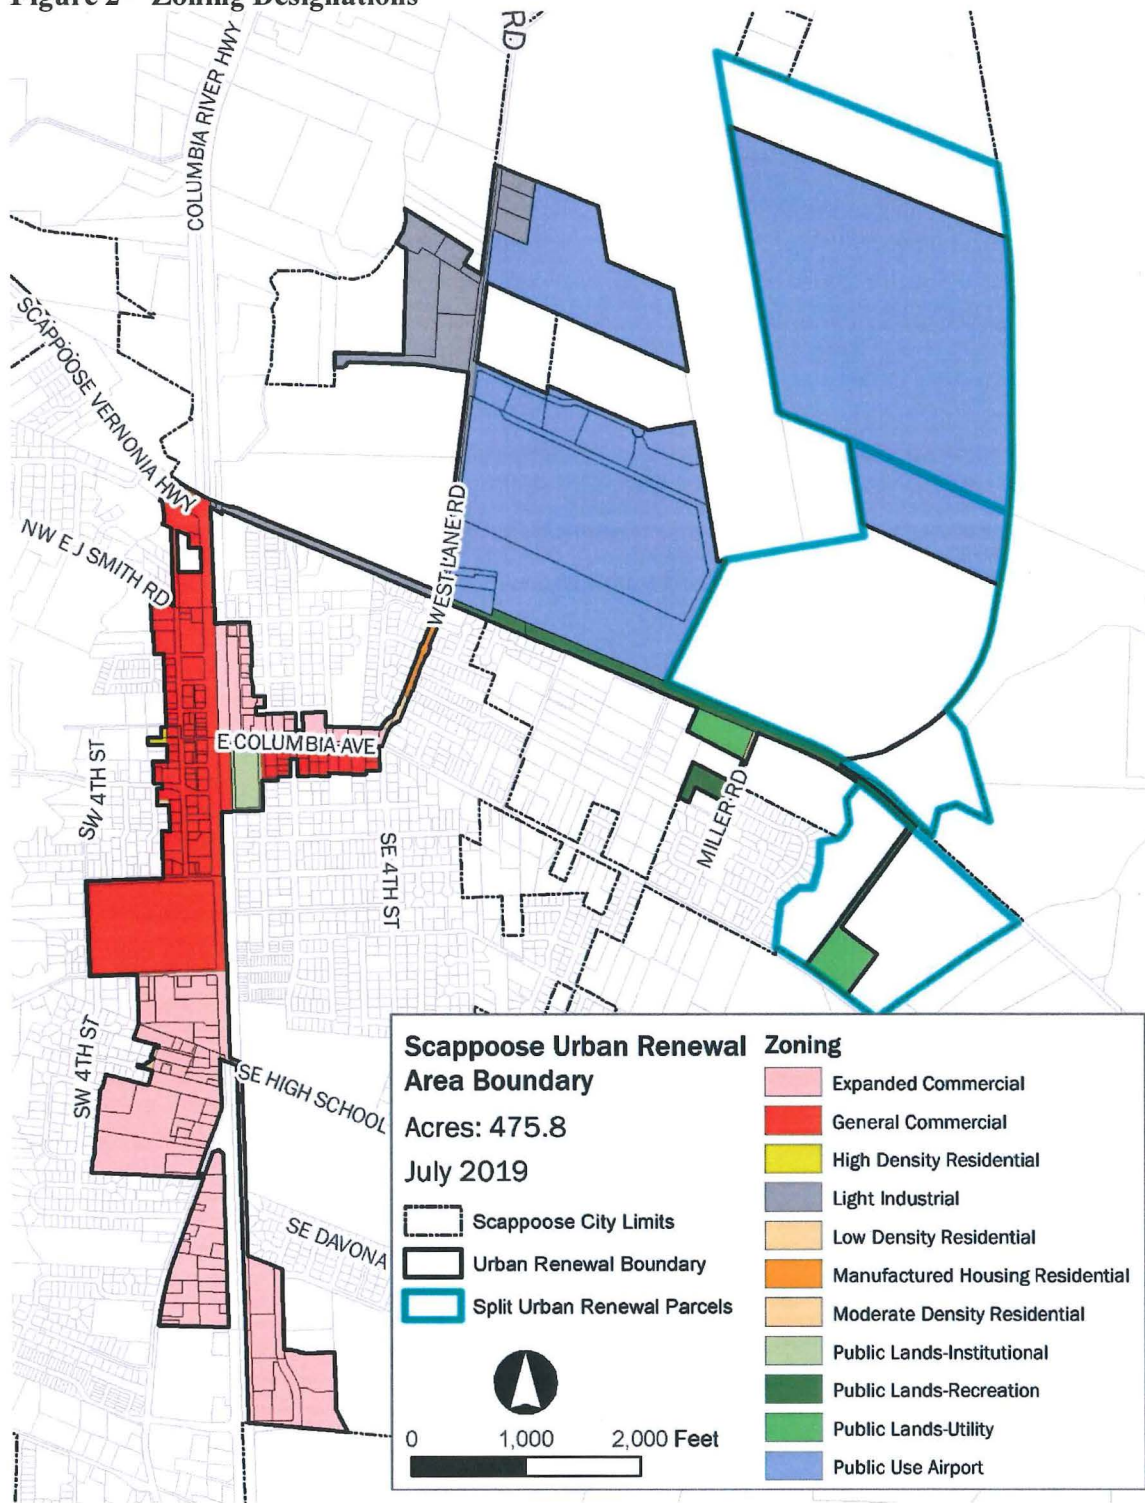 Figure 2 – Zoning Designations
RD
COLUMBIA RIVER HWY
SCAPPOOSE VERNONIA HWY
NW E J SMITH RD
WEST LANE RD
E COLUMBIA AVE
SW 4TH ST
SE 4TH ST
MILLER RD
SW 4TH ST
SE HIGH SCHOOL
SE DAVONA
Scappoose Urban Renewal
Area Boundary
Acres: 475.8
July 2019
Scappoose City Limits
Urban Renewal Boundary
Split Urban Renewal Parcels
0 1,000 2,000 Feet
Zoning
Expanded Commercial
General Commercial
High Density Residential
Light Industrial
Low Density Residential
Manufactured Housing Residential
Moderate Density Residential
Public Lands-Institutional
Public Lands-Recreation
Public Lands-Utility
Public Use Airport